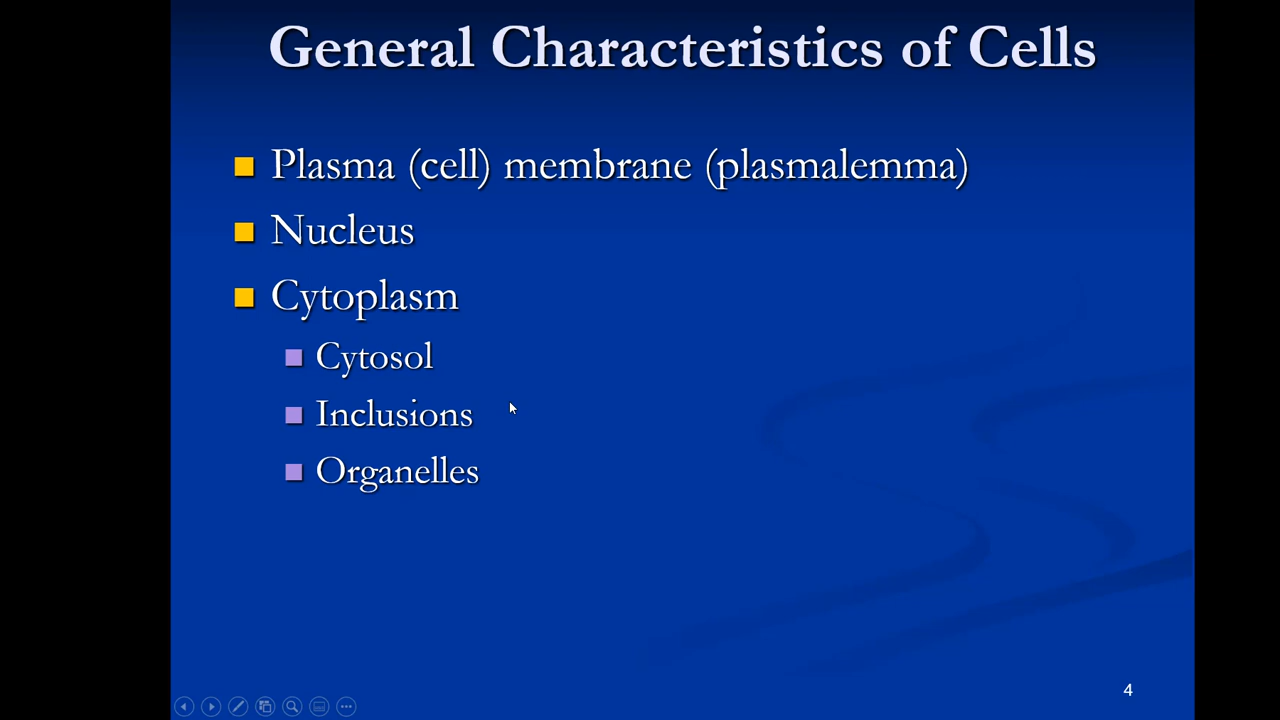 General Characteristics of Cells
Plasma (cell) membrane (plasmalemma)
Nucleus
Cytoplasm
Cytosol
Inclusions
Organelles
4